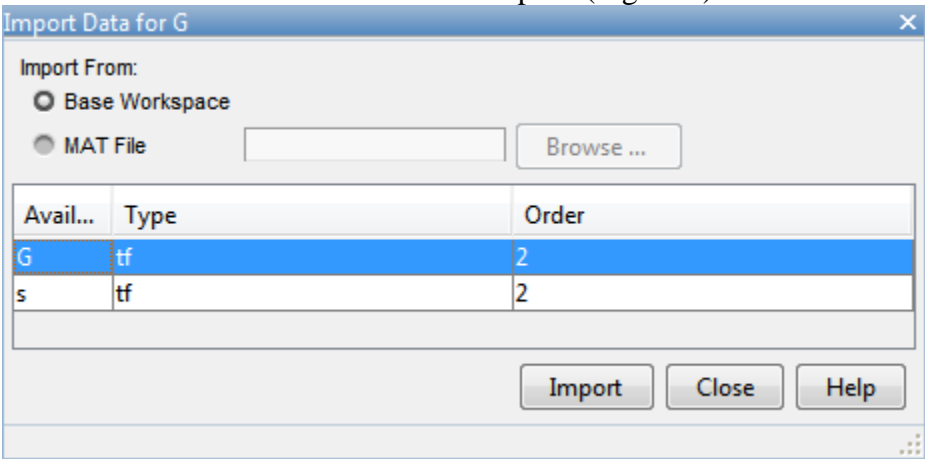 Import Data for G
Import From:
Base Workspace
MAT File Browse ...
Avail... Type Order
G tf 2
s tf 2
Import Close Help